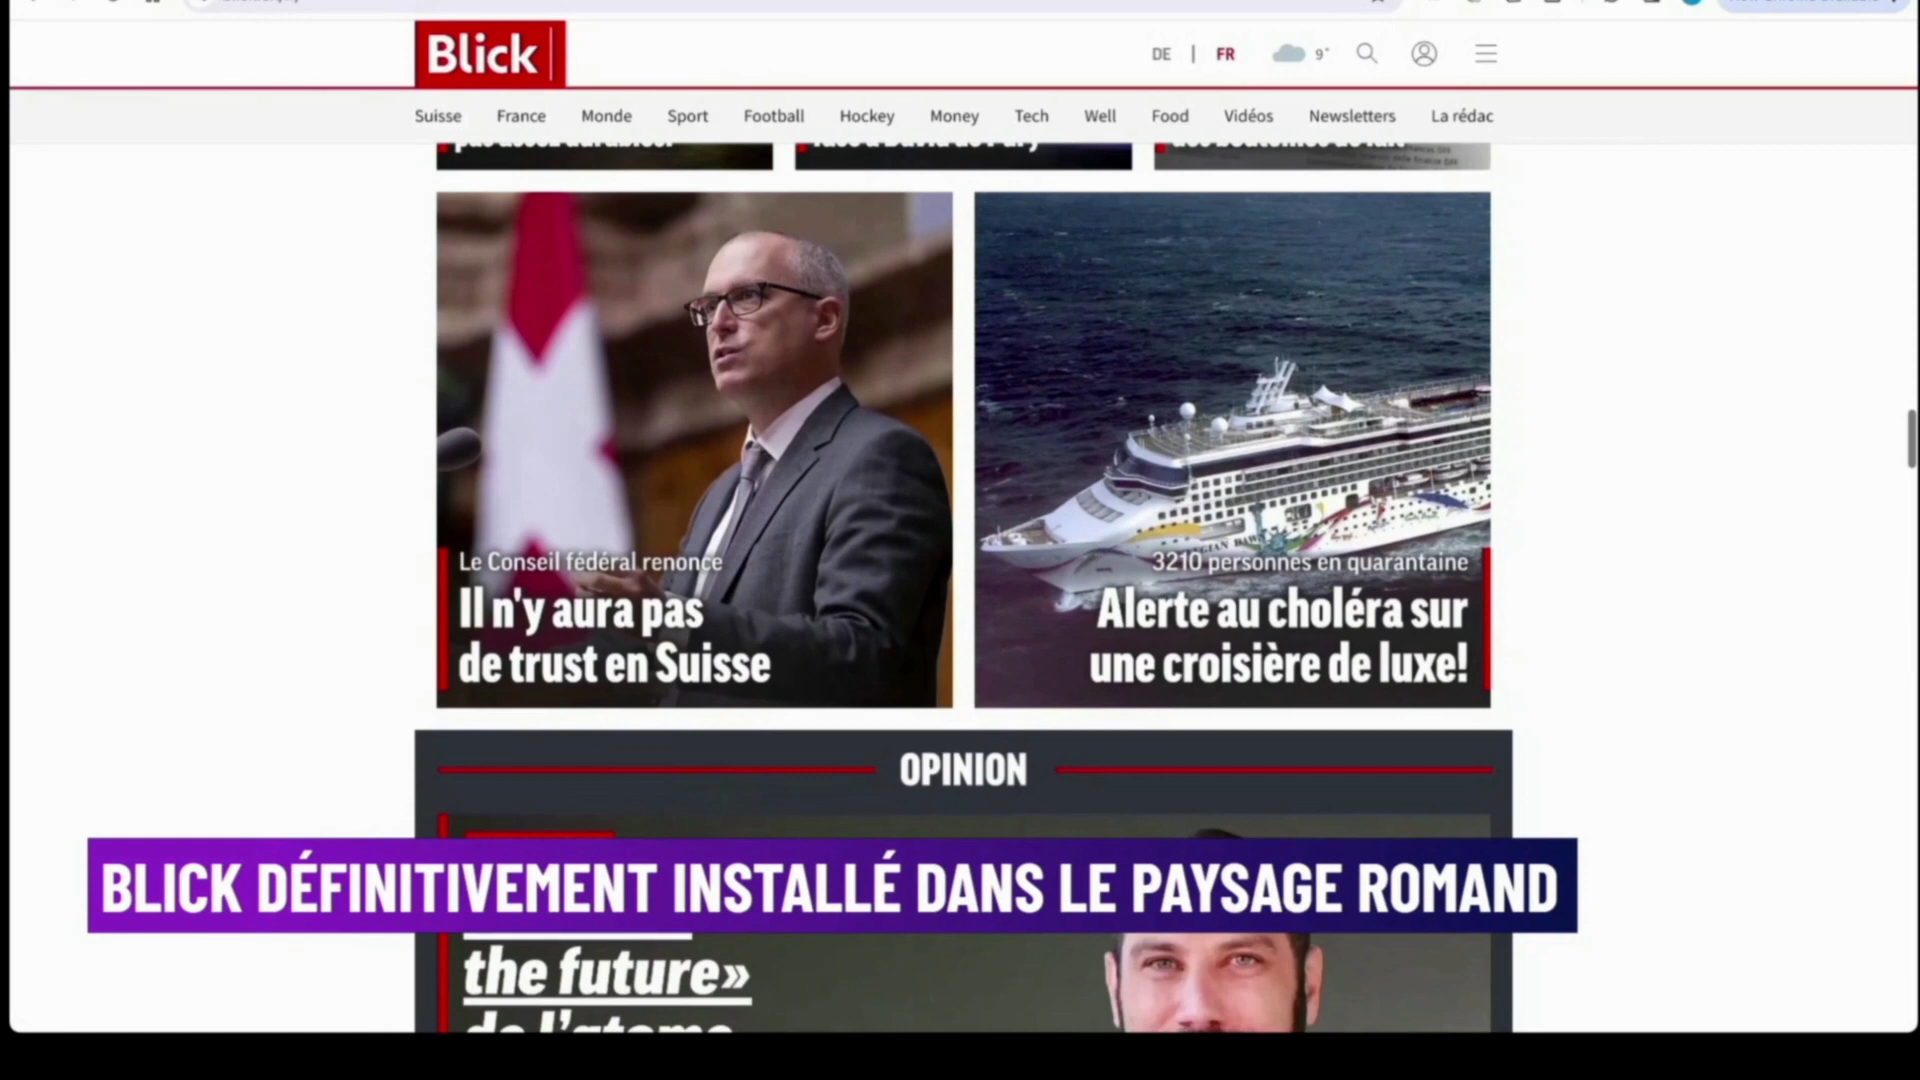 Blick
DE | FR 9°
Suisse France Monde Sport Football Hockey Money Tech Well Food Vidéos Newsletters La rédac
Le Conseil fédéral renonce
Il n'y aura pas
de trust en Suisse
3210 personnes en quarantaine
Alerte au choléra sur
une croisière de luxe!
OPINION
BLICK DÉFINITIVEMENT INSTALLÉ DANS LE PAYSAGE ROMAND
the future»
de l'atome